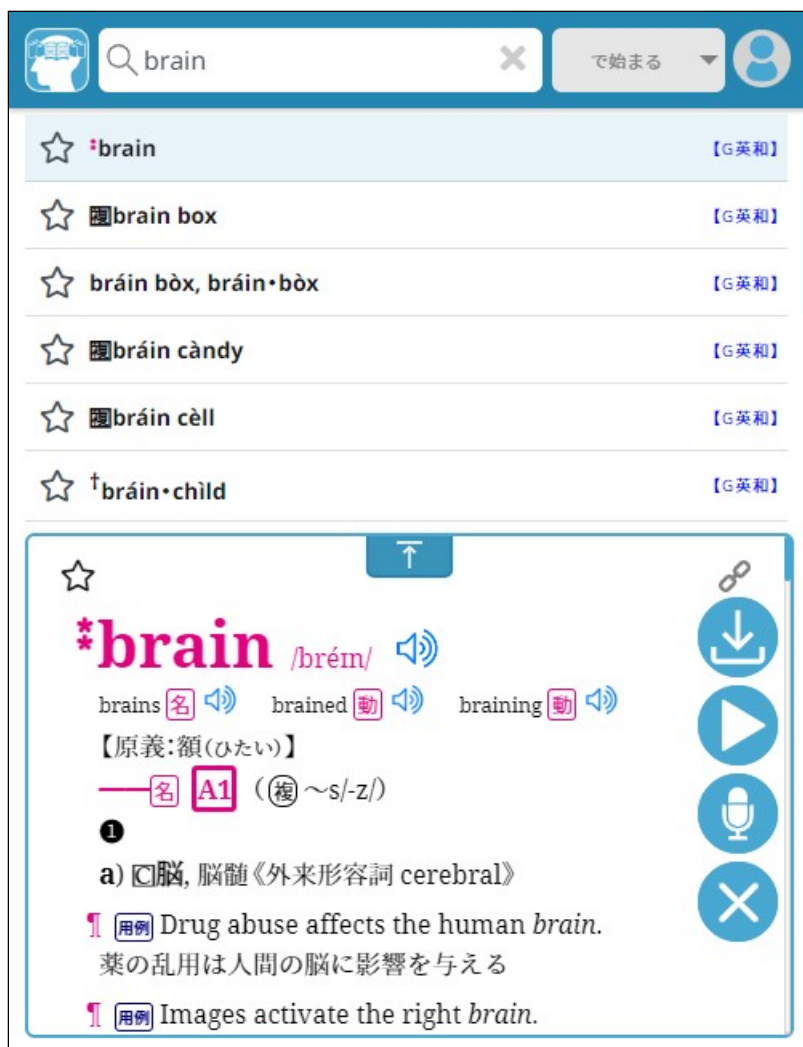 brain
で始まる
⁑brain 【G英和】
複brain box 【G英和】
bráin bòx, bráin・bòx 【G英和】
複bráin càndy 【G英和】
複bráin cèll 【G英和】
†bráin・chìld 【G英和】
⁑brain /bréɪn/
brains 名 brained 動 braining 動
【原義:額(ひたい)】
──名 A1 (複 ～s/-z/)
❶
a) C脳, 脳髄《外来形容詞 cerebral》
¶ 用例 Drug abuse affects the human brain.
薬の乱用は人間の脳に影響を与える
¶ 用例 Images activate the right brain.